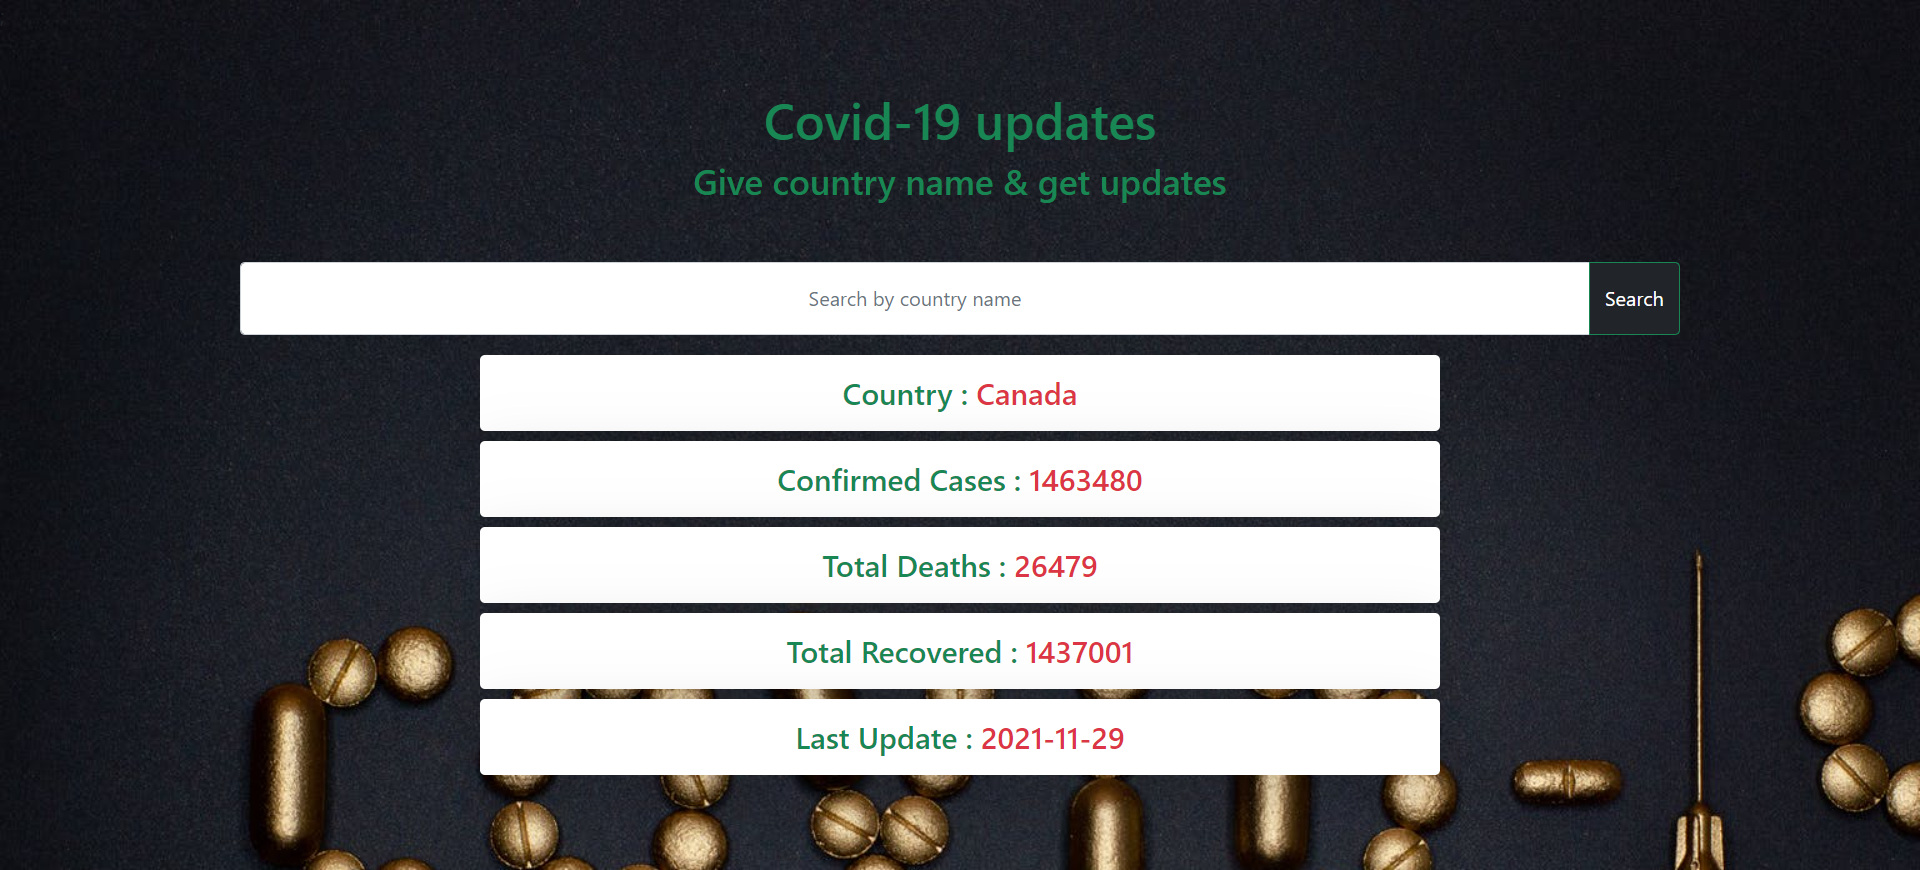 Covid-19 updates
Give country name & get updates
Search by country name
Search
Country : Canada
Confirmed Cases : 1463480
Total Deaths : 26479
Total Recovered : 1437001
Last Update : 2021-11-29